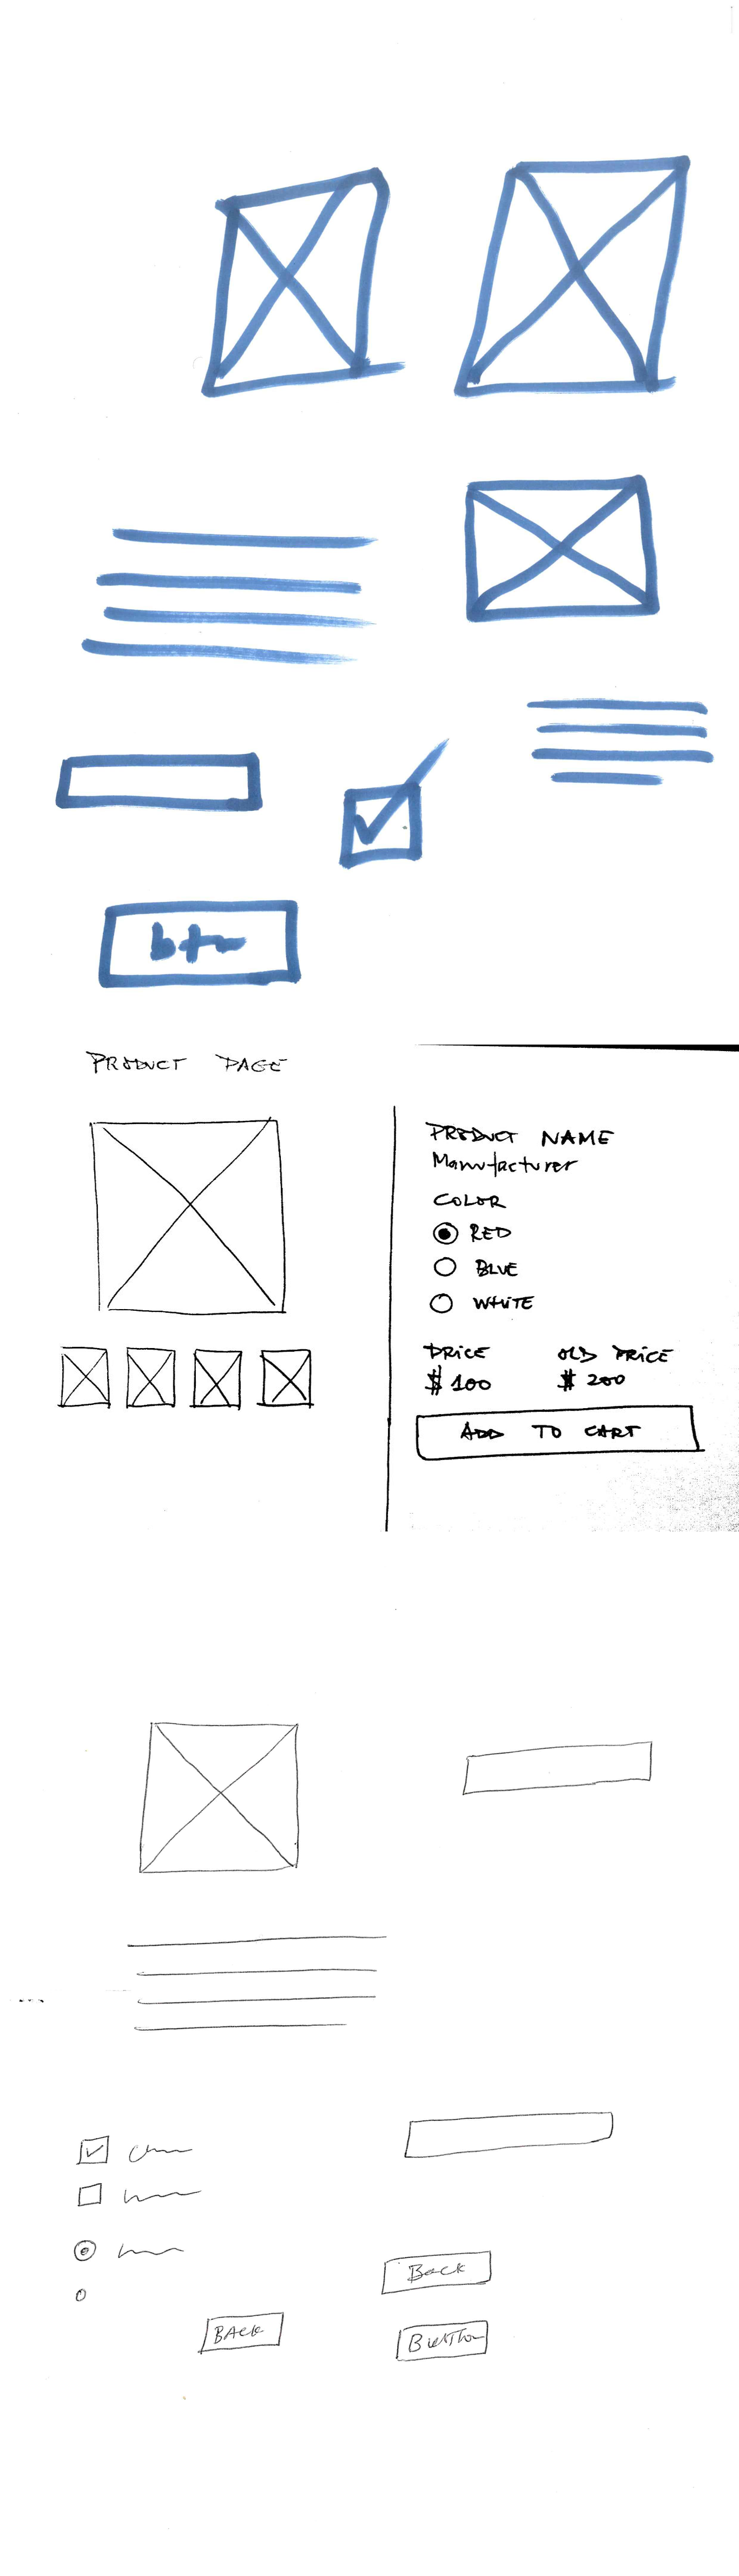 btn
PRODUCT PAGE
PRODUCT NAME
Manufacturer
COLOR
RED
BLUE
WHITE
PRICE OLD PRICE
$ 100 $ 200
ADD TO CART
Back
BACK
Button